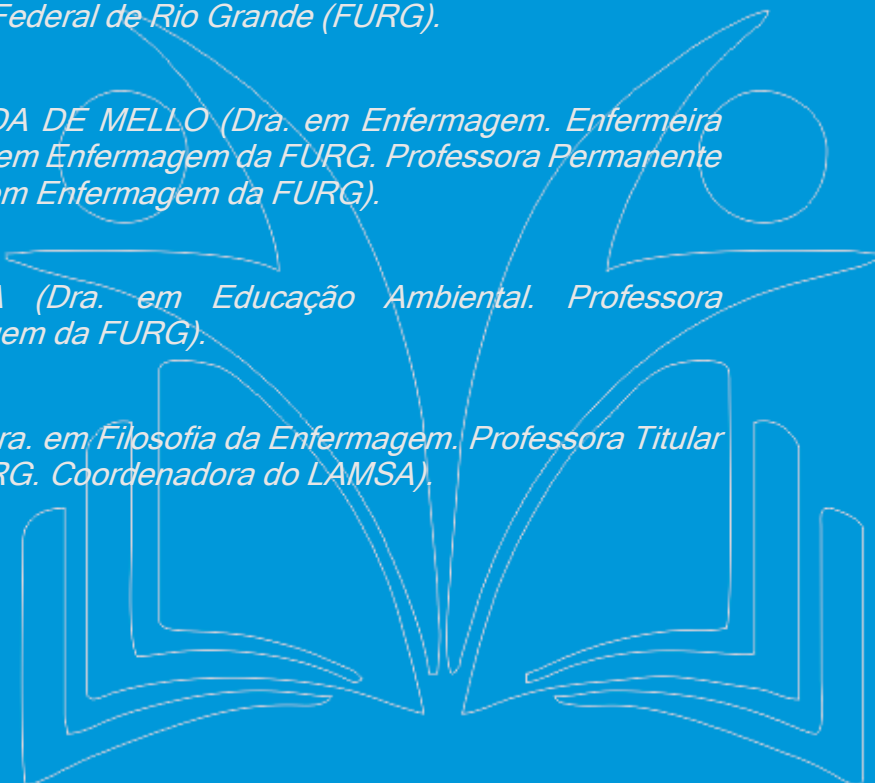 Federal de Rio Grande (FURG).
DA DE MELLO (Dra. em Enfermagem. Enfermeira
em Enfermagem da FURG. Professora Permanente
em Enfermagem da FURG).
A (Dra. em Educação Ambiental. Professora
gem da FURG).
ra. em Filosofia da Enfermagem. Professora Titular
RG. Coordenadora do LAMSA).